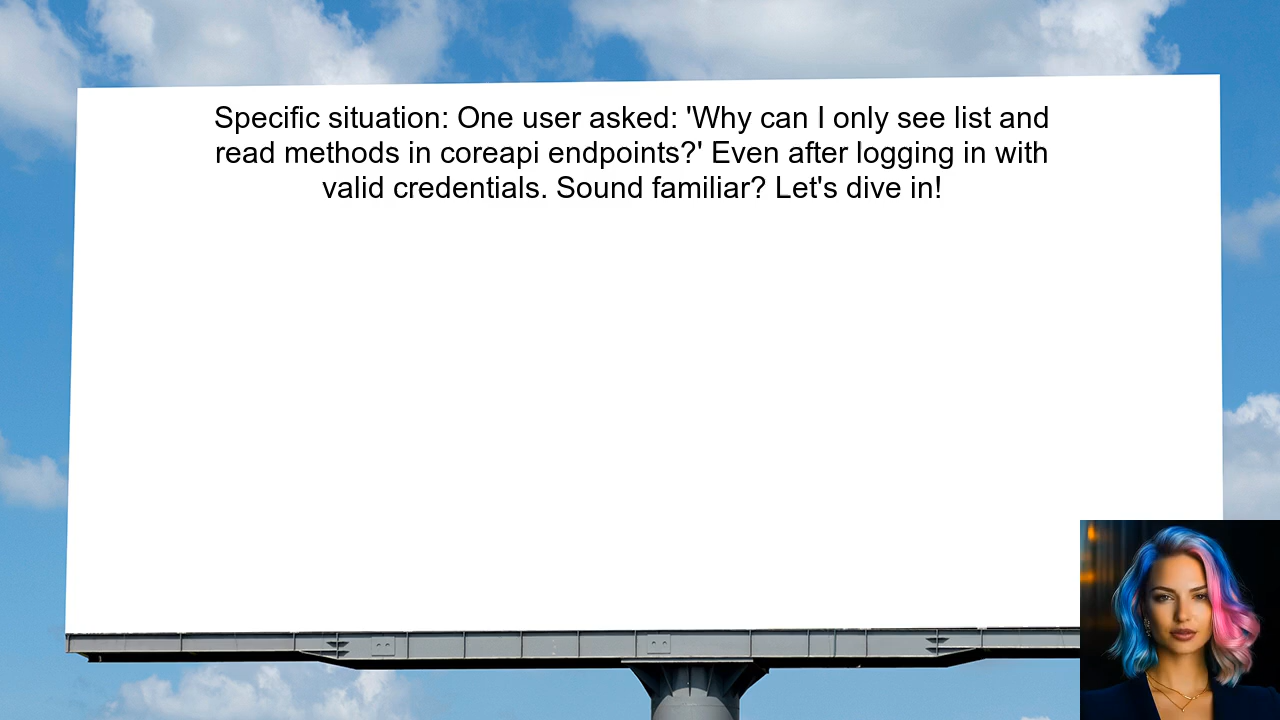 Specific situation: One user asked: 'Why can I only see list and
read methods in coreapi endpoints?' Even after logging in with
valid credentials. Sound familiar? Let's dive in!